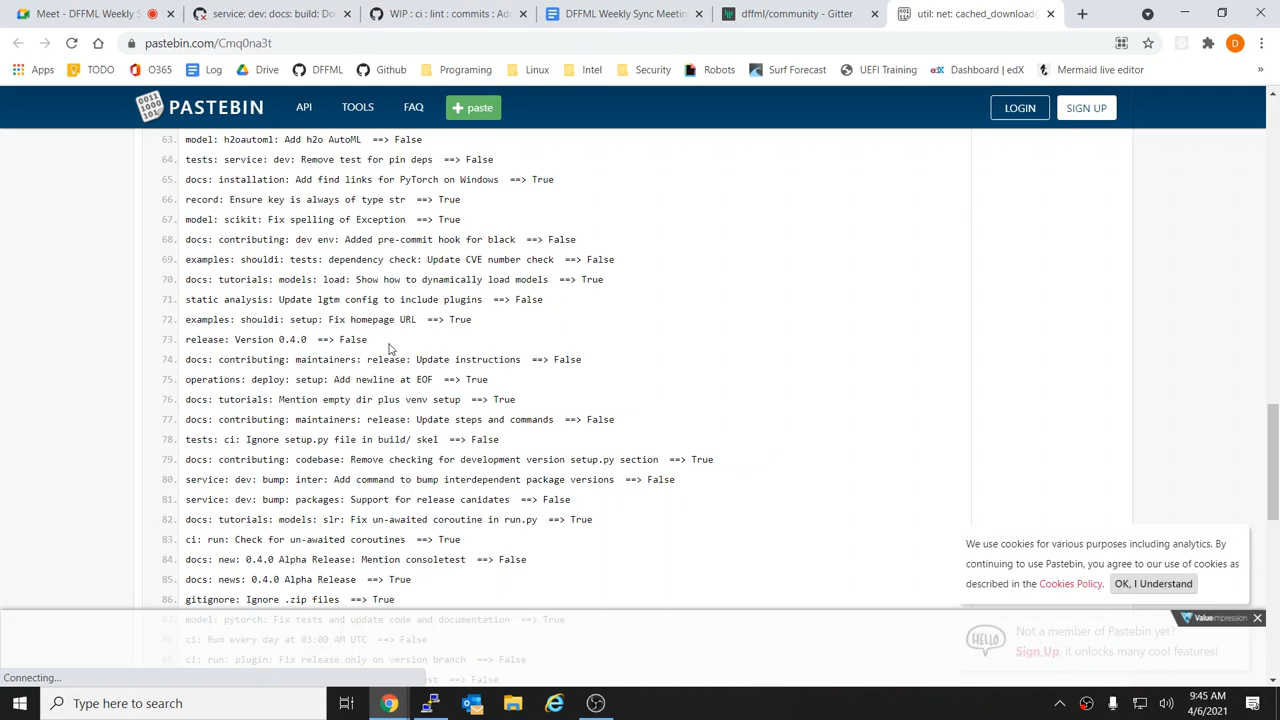 Meet - DFFML Weekly S
service: dev: docs: build: Do
WIP : ci : lint : commits : Ad
DFFML Weekly Sync Meetin
dffml/community - Gitter
util: net: cached_download(
pastebin.com/Cmq0na3t
Apps TODO O365 Log Drive DFFML Github Programing Linux Intel Security Robots Surf Forecast UEFI Training Dashboard | edX Mermaid live editor
PASTEBIN API TOOLS FAQ + paste LOGIN SIGN UP
63. model: h2oautoml: Add h2o AutoML ==> False
64. tests: service: dev: Remove test for pin deps ==> False
65. docs: installation: Add find links for PyTorch on Windows ==> True
66. record: Ensure key is always of type str ==> True
67. model: scikit: Fix spelling of Exception ==> True
68. docs: contributing: dev env: Added pre-commit hook for black ==> False
69. examples: shouldi: tests: dependency check: Update CVE number check ==> False
70. docs: tutorials: models: load: Show how to dynamically load models ==> True
71. static analysis: Update lgtm config to include plugins ==> False
72. examples: shouldi: setup: Fix homepage URL ==> True
73. release: Version 0.4.0 ==> False
74. docs: contributing: maintainers: release: Update instructions ==> False
75. operations: deploy: setup: Add newline at EOF ==> True
76. docs: tutorials: Mention empty dir plus venv setup ==> True
77. docs: contributing: maintainers: release: Update steps and commands ==> False
78. tests: ci: Ignore setup.py file in build/ skel ==> False
79. docs: contributing: codebase: Remove checking for development version setup.py section ==> True
80. service: dev: bump: inter: Add command to bump interdependent package versions ==> False
81. service: dev: bump: packages: Support for release canidates ==> False
82. docs: tutorials: models: slr: Fix un-awaited coroutine in run.py ==> True
83. ci: run: Check for un-awaited coroutines ==> True
84. docs: new: 0.4.0 Alpha Release: Mention consoletest ==> False
85. docs: news: 0.4.0 Alpha Release ==> True
86. gitignore: Ignore .zip files ==> True
87. model: pytorch: Fix tests and update code and documentation ==> True
88. ci: Run every day at 03:00 AM UTC ==> False
ci: run: plugin: Fix release only on version branch ==> False
==> False
We use cookies for various purposes including analytics. By
continuing to use Pastebin, you agree to our use of cookies as
described in the Cookies Policy. OK, I Understand
ValueImpression
HELLO
Not a member of Pastebin yet?
Sign Up, it unlocks many cool features!
Connecting...
Type here to search
9:45 AM
4/6/2021